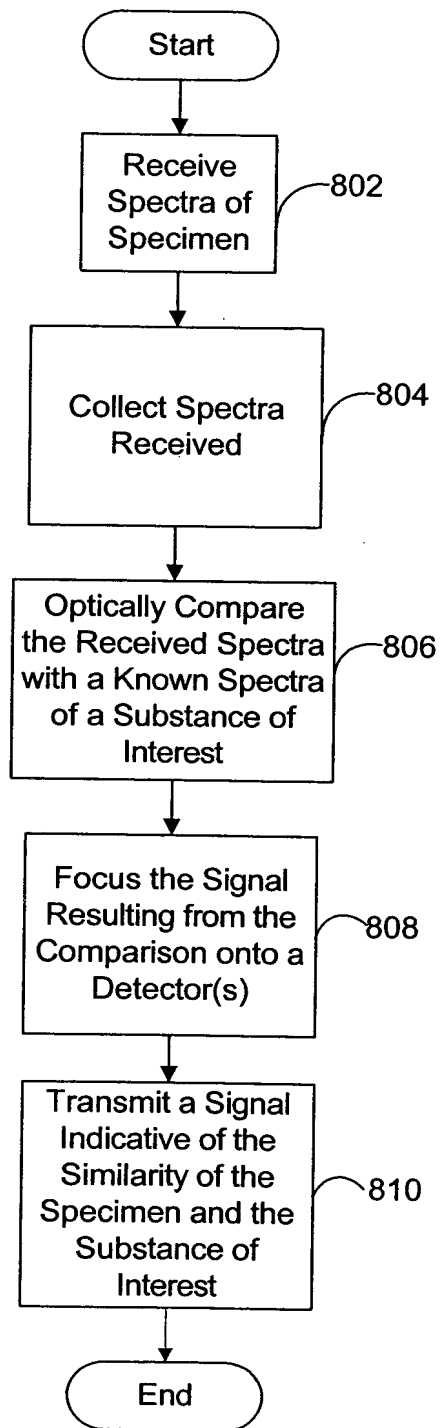 Start
Receive
Spectra of
Specimen
802
Collect Spectra
Received
804
Optically Compare
the Received Spectra
with a Known Spectra
of a Substance of
Interest
806
Focus the Signal
Resulting from the
Comparison onto a
Detector(s)
808
Transmit a Signal
Indicative of the
Similarity of the
Specimen and the
Substance of
Interest
810
End